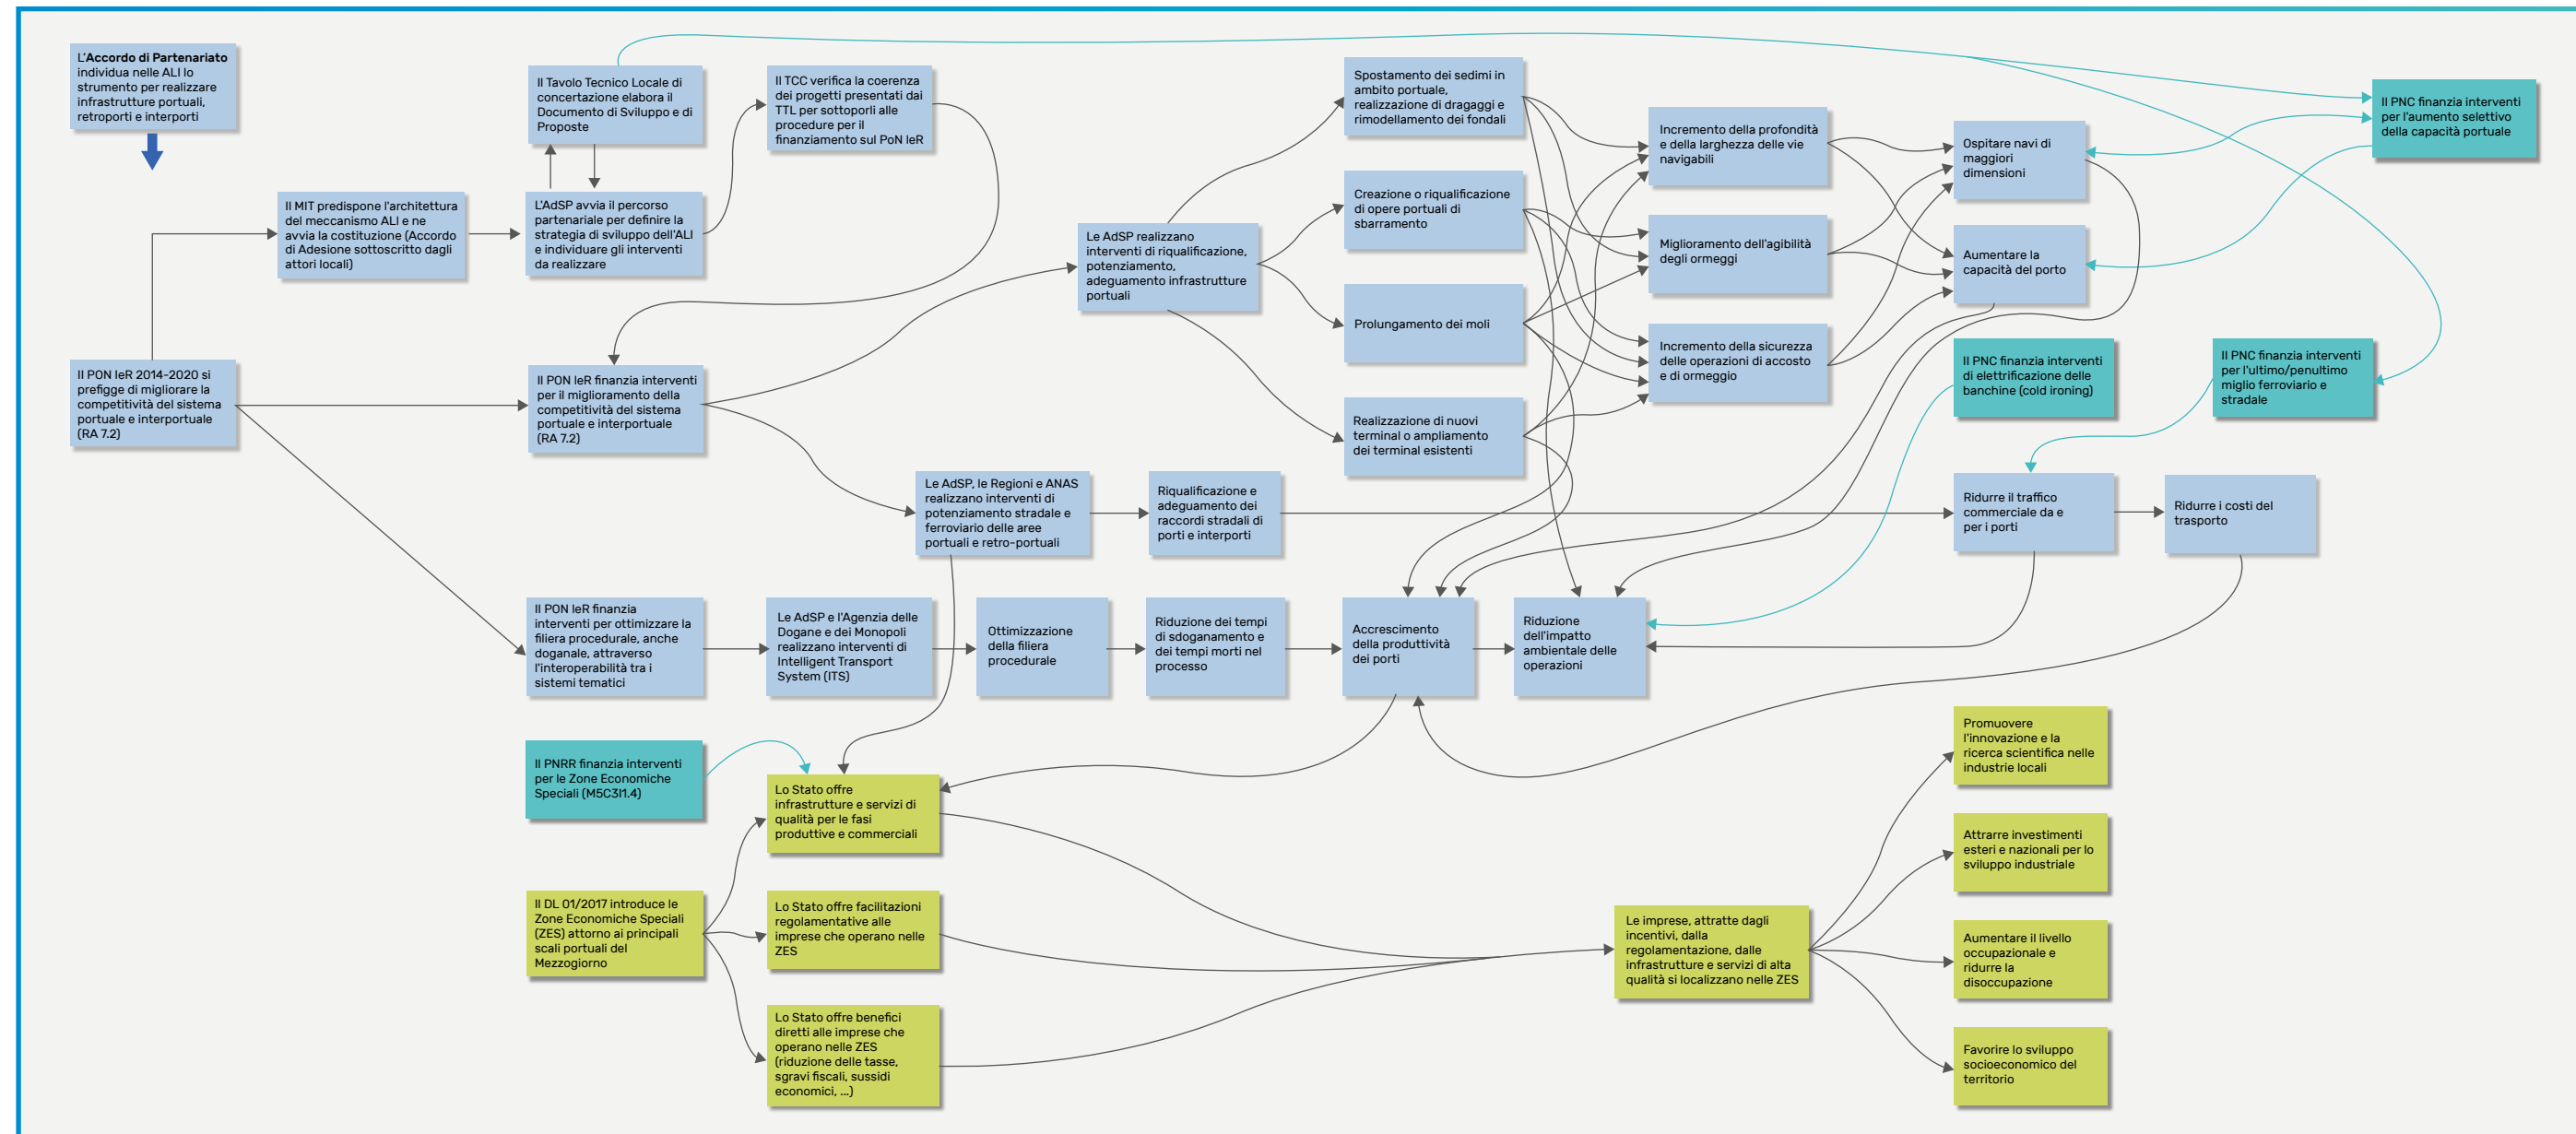 L'Accordo di Partenariato
individua nelle ALI lo
strumento per realizzare
infrastrutture portuali,
retroporti e interporti
Il Tavolo Tecnico Locale di
concertazione elabora il
Documento di Sviluppo e di
Proposte
Il TCC verifica la coerenza
dei progetti presentati dai
TTL per sottoporli alle
procedure per il
finanziamento sul PoN IeR
Il MIT predispone l'architettura
del meccanismo ALI e ne
avvia la costituzione (Accordo
di Adesione sottoscritto dagli
attori locali)
L'AdSP avvia il percorso
partenariale per definire la
strategia di sviluppo dell'ALI
e individuare gli interventi
da realizzare
Il PON IeR 2014-2020 si
prefigge di migliorare la
competitività del sistema
portuale e interportuale
(RA 7.2)
Il PON IeR finanzia interventi
per il miglioramento della
competitività del sistema
portuale e interportuale
(RA 7.2)
Le AdSP realizzano
interventi di riqualificazione,
potenziamento,
adeguamento infrastrutture
portuali
Spostamento dei sedimi in
ambito portuale,
realizzazione di dragaggi e
rimodellamento dei fondali
Creazione o riqualificazione
di opere portuali di
sbarramento
Prolungamento dei moli
Realizzazione di nuovi
terminal o ampliamento
dei terminal esistenti
Incremento della profondità
e della larghezza delle vie
navigabili
Miglioramento dell'agibilità
degli ormeggi
Incremento della sicurezza
delle operazioni di accosto
e di ormeggio
Ospitare navi di
maggiori
dimensioni
Aumentare la
capacità del porto
Il PNC finanzia interventi
per l'aumento selettivo
della capacità portuale
Il PNC finanzia interventi
di elettrificazione delle
banchine (cold ironing)
Il PNC finanzia interventi
per l'ultimo/penultimo
miglio ferroviario e
stradale
Le AdSP, le Regioni e ANAS
realizzano interventi di
potenziamento stradale e
ferroviario delle aree
portuali e retro-portuali
Riqualificazione e
adeguamento dei
raccordi stradali di
porti e interporti
Ridurre il traffico
commerciale da e
per i porti
Ridurre i costi del
trasporto
Il PON IeR finanzia
interventi per ottimizzare la
filiera procedurale, anche
doganale, attraverso
l'interoperabilità tra i
sistemi tematici
Le AdSP e l'Agenzia delle
Dogane e dei Monopoli
realizzano interventi di
Intelligent Transport
System (ITS)
Ottimizzazione
della filiera
procedurale
Riduzione dei tempi
di sdoganamento e
dei tempi morti nel
processo
Accrescimento
della produttività
dei porti
Riduzione
dell'impatto
ambientale delle
operazioni
Il PNRR finanzia interventi
per le Zone Economiche
Speciali (M5C3I1.4)
Lo Stato offre
infrastrutture e servizi di
qualità per le fasi
produttive e commerciali
Il DL 01/2017 introduce le
Zone Economiche Speciali
(ZES) attorno ai principali
scali portuali del
Mezzogiorno
Lo Stato offre facilitazioni
regolamentative alle
imprese che operano nelle
ZES
Lo Stato offre benefici
diretti alle imprese che
operano nelle ZES
(riduzione delle tasse,
sgravi fiscali, sussidi
economici, ...)
Le imprese, attratte dagli
incentivi, dalla
regolamentazione, dalle
infrastrutture e servizi di alta
qualità si localizzano nelle ZES
Promuovere
l'innovazione e la
ricerca scientifica nelle
industrie locali
Attrarre investimenti
esteri e nazionali per lo
sviluppo industriale
Aumentare il livello
occupazionale e
ridurre la
disoccupazione
Favorire lo sviluppo
socioeconomico del
territorio